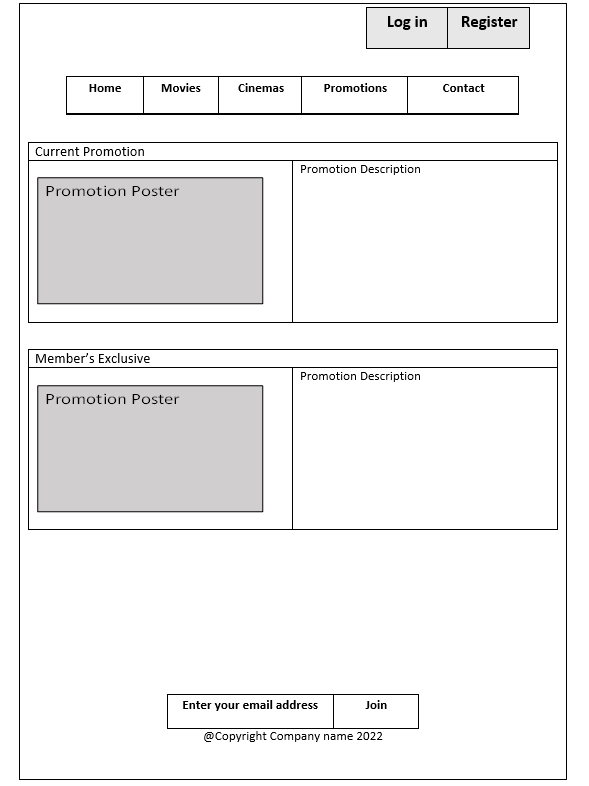 Log in Register
Home Movies Cinemas Promotions Contact
Current Promotion
Promotion Poster
Promotion Description
Member’s Exclusive
Promotion Poster
Promotion Description
Enter your email address Join
@Copyright Company name 2022